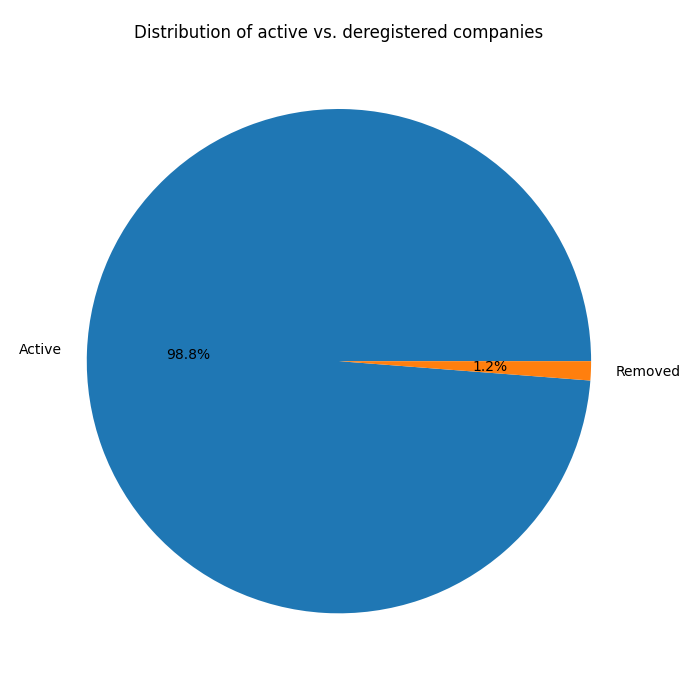 Distribution of active vs. deregistered companies
Active
98.8%
1.2%
Removed